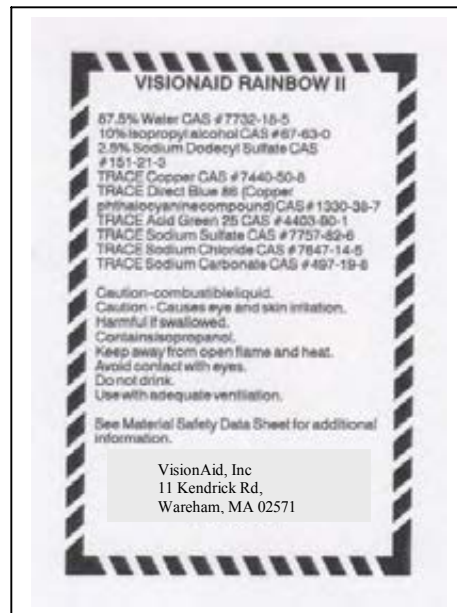 VISIONAID RAINBOW II
87.5% Water CAS #7732-18-5
10% Isopropyl alcohol CAS #67-63-0
2.5% Sodium Dodecyl Sulfate CAS
#151-21-3
TRACE Copper CAS #7440-50-8
TRACE Direct Blue 86 (Copper
phthalocyanine compound) CAS# 1330-38-7
TRACE Acid Green 25 CAS #4403-90-1
TRACE Sodium Sulfate CAS #7757-82-6
TRACE Sodium Chloride CAS #7647-14-5
TRACE Sodium Carbonate CAS #497-19-8
Caution-combustible liquid.
Caution - Causes eye and skin irritation.
Harmful if swallowed.
Contains isopropanol.
Keep away from open flame and heat.
Avoid contact with eyes.
Do not drink.
Use with adequate ventilation.
See Material Safety Data Sheet for additional
information.
VisionAid, Inc
11 Kendrick Rd,
Wareham, MA 02571